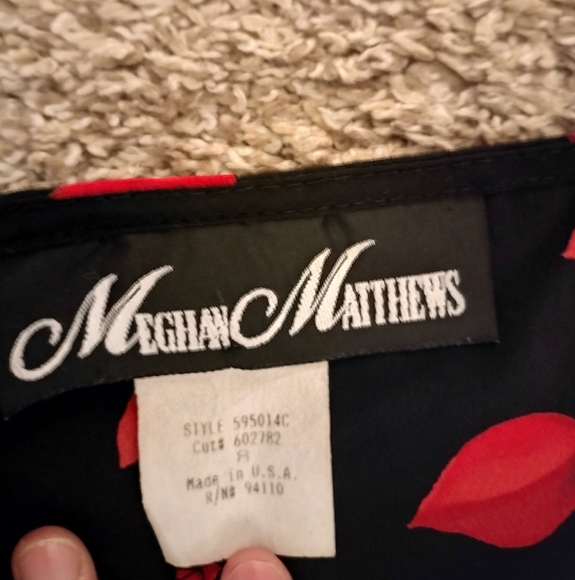 MEGHAN MATTHEWS
STYLE 595014C
Cut# 602782
8
Made in U.S.A.
R/N# 94110